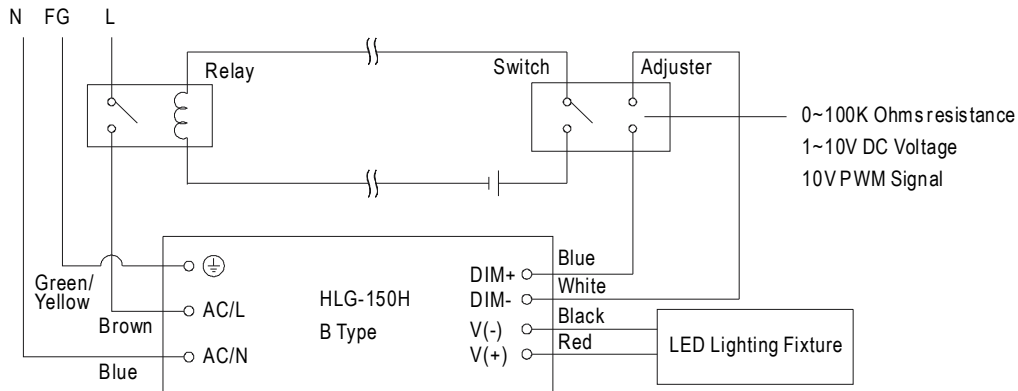 N FG L
Relay
Switch
Adjuster
0~100K Ohms resistance
1~10V DC Voltage
10V PWM Signal
Green/
Yellow
Brown
Blue
AC/L
AC/N
HLG-150H
B Type
DIM+
DIM-
V(-)
V(+)
Blue
White
Black
Red
LED Lighting Fixture